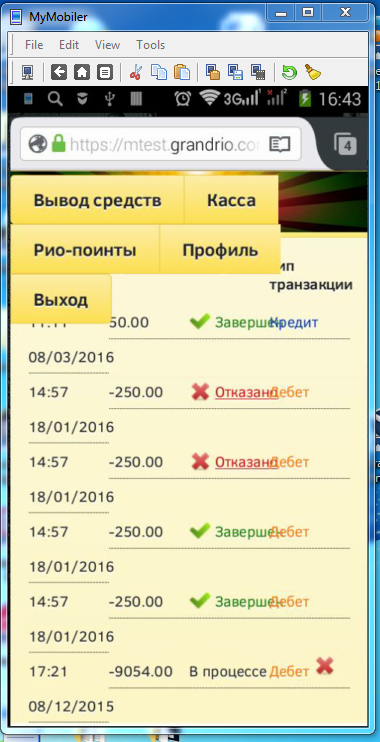 MyMobiler
File Edit View Tools
3G 16:43
https://mtest.grandrio.co
4
Вывод средств Касса
Рио-поинты Профиль
Выход
ип
транзакции
50.00 Завершен Кредит
08/03/2016
14:57 -250.00 Отказано Дебет
18/01/2016
14:57 -250.00 Отказано Дебет
18/01/2016
14:57 -250.00 Завершен Дебет
18/01/2016
14:57 -250.00 Завершен Дебет
18/01/2016
17:21 -9054.00 В процессе Дебет
08/12/2015